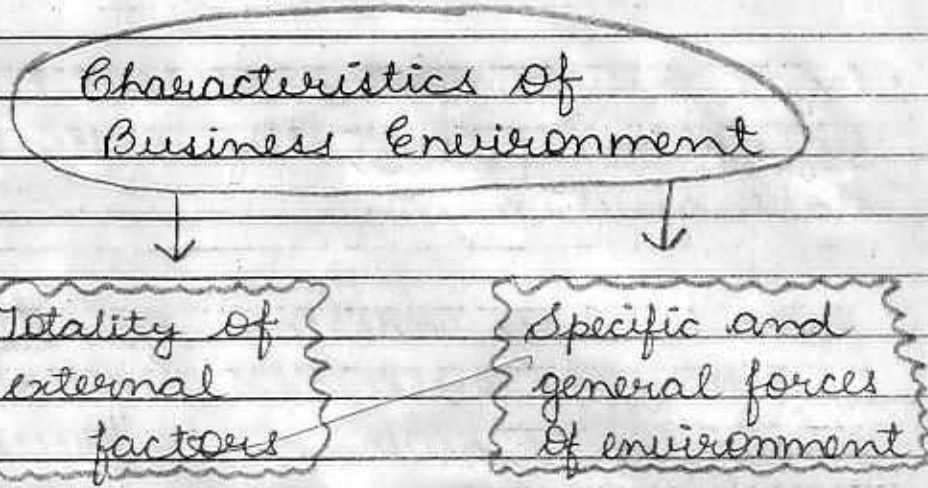 Characteristics of
Business Environment
Totality of
external
factors
Specific and
general forces
of environment